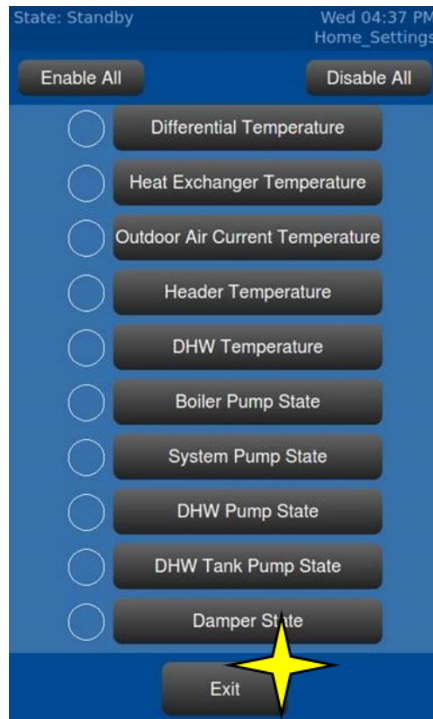 State: Standby
Wed 04:37 PM
Home_Settings
Enable All
Disable All
Differential Temperature
Heat Exchanger Temperature
Outdoor Air Current Temperature
Header Temperature
DHW Temperature
Boiler Pump State
System Pump State
DHW Pump State
DHW Tank Pump State
Damper State
Exit